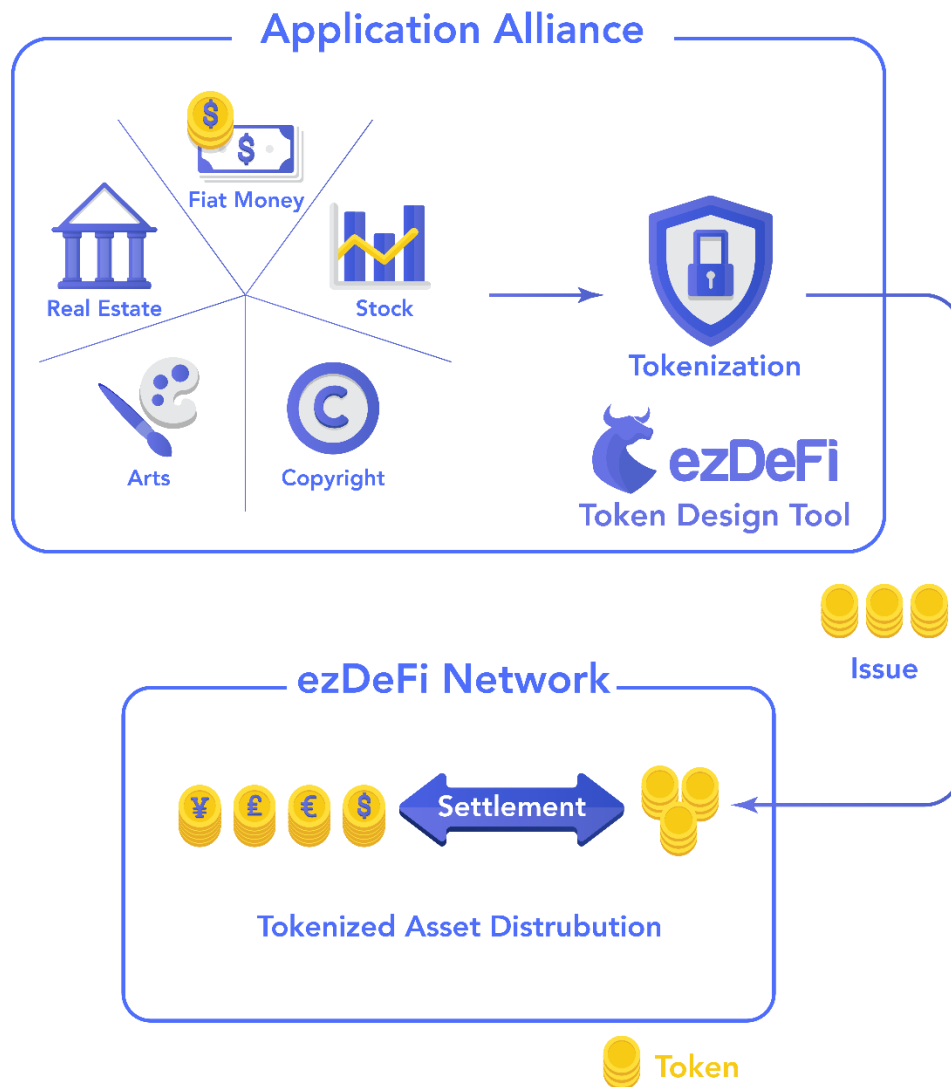 Application Alliance
$
$
Fiat Money
Real Estate
Stock
Arts
C
Copyright
Tokenization
ezDeFi
Token Design Tool
Issue
ezDeFi Network
¥ £ € $
Settlement
Tokenized Asset Distrubution
Token